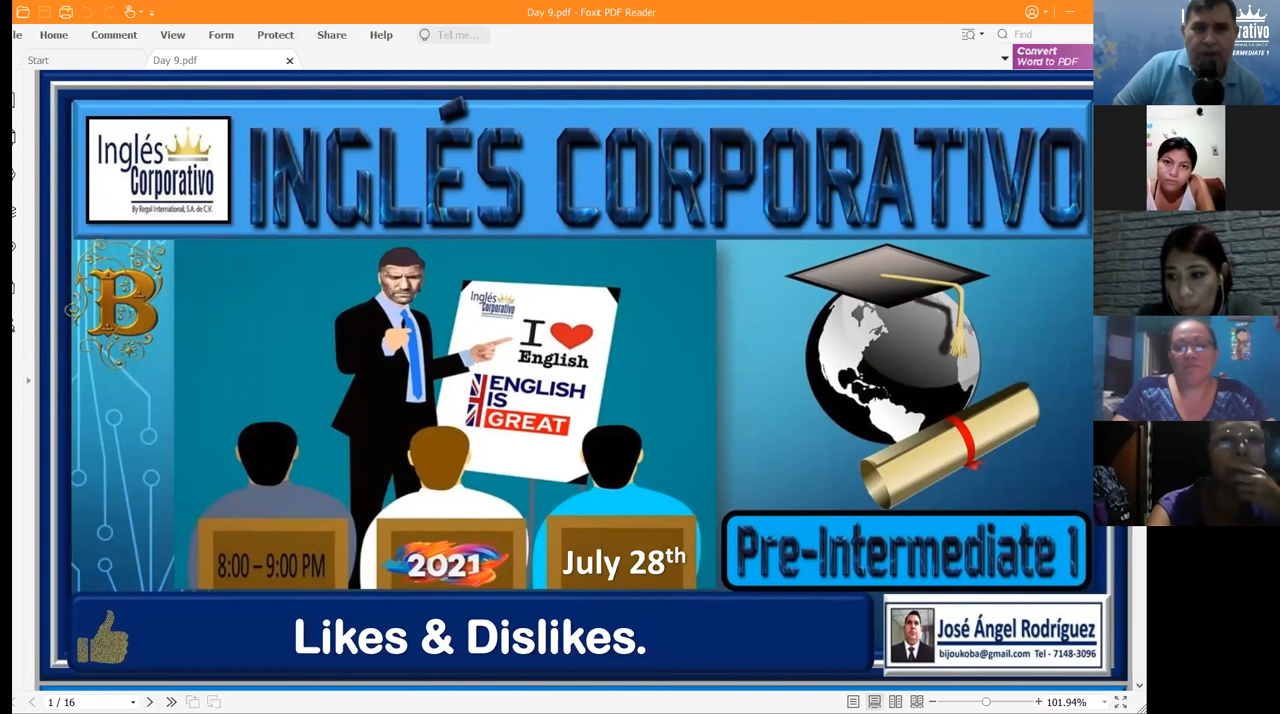 Day 9.pdf - Foxit PDF Reader
le Home Comment View Form Protect Share Help Tell me... Find
Start Day 9.pdf
Convert
Word to PDF
Inglés
Corporativo
By Regal International, S.A. de C.V.
INGLÉS CORPORATIVO
B
Inglés
Corporativo
I
English
ENGLISH
IS
GREAT
8:00 – 9:00 PM
2021
July 28th
Pre-Intermediate 1
Likes & Dislikes.
José Ángel Rodríguez
bijoukoba@gmail.com Tel - 7148-3096
1 / 16
101.94%